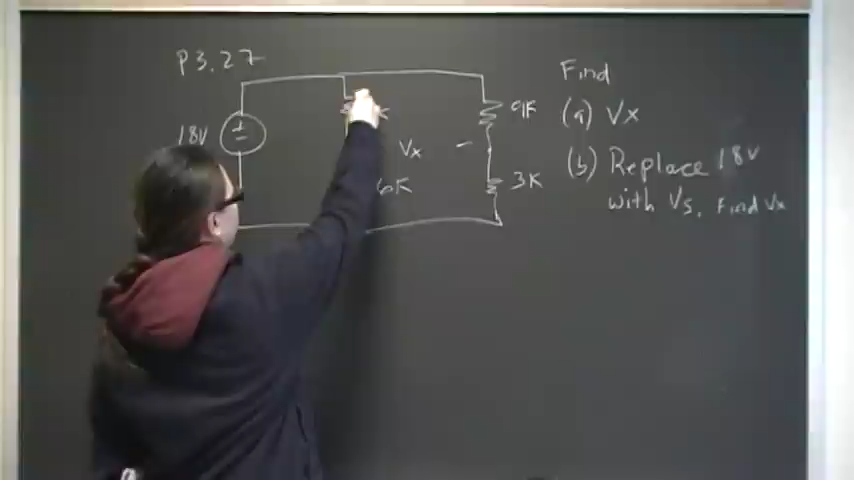 P3.27
Find
18V
9K
(a) Vx
Vx
(b) Replace 18V
6K
3K
with Vs. Find Vx